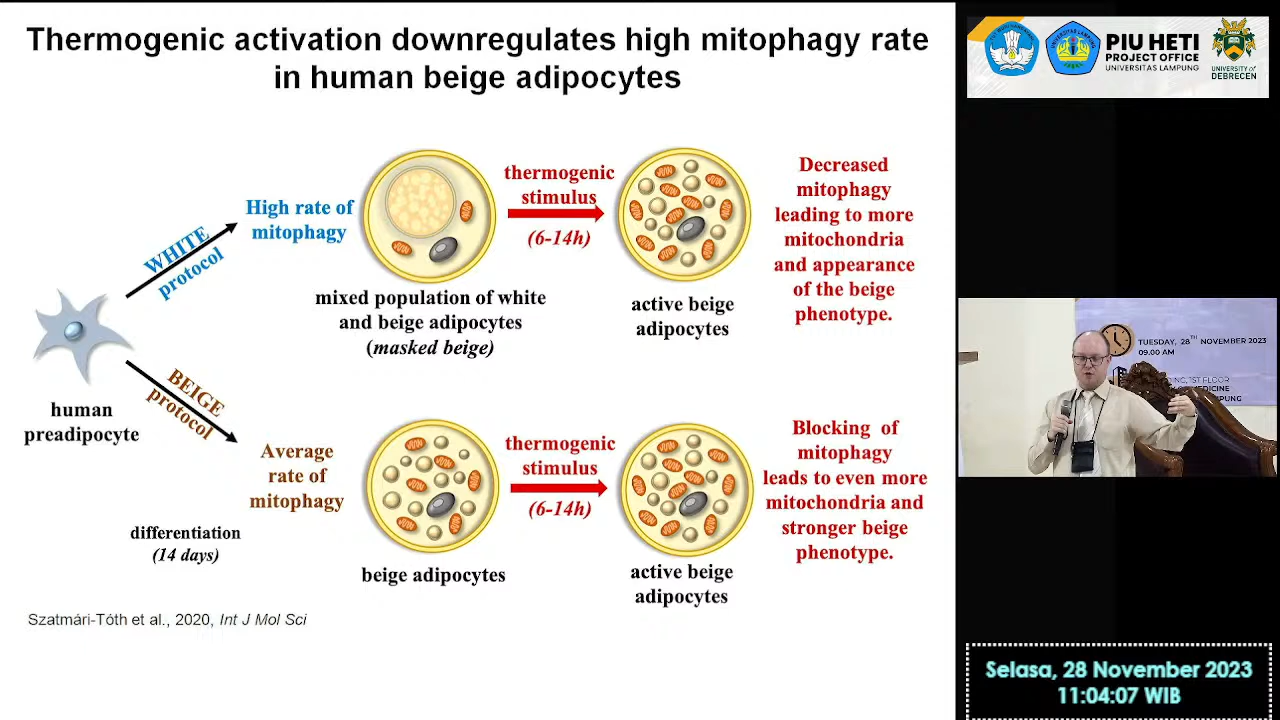 Thermogenic activation downregulates high mitophagy rate
in human beige adipocytes
WHITE
protocol
High rate of
mitophagy
mixed population of white
and beige adipocytes
(masked beige)
thermogenic
stimulus
(6-14h)
active beige
adipocytes
Decreased
mitophagy
leading to more
mitochondria
and appearance
of the beige
phenotype.
human
preadipocyte
BEIGE
protocol
Average
rate of
mitophagy
differentiation
(14 days)
beige adipocytes
thermogenic
stimulus
(6-14h)
active beige
adipocytes
Blocking of
mitophagy
leads to even more
mitochondria and
stronger beige
phenotype.
Szatmári-Tóth et al., 2020, Int J Mol Sci
PIU HETI
PROJECT OFFICE
UNIVERSITAS LAMPUNG
UNIVERSITY of
DEBRECEN
TUESDAY, 28TH NOVEMBER 2023
09.00 AM
1ST FLOOR
Selasa, 28 November 2023
11:04:07 WIB